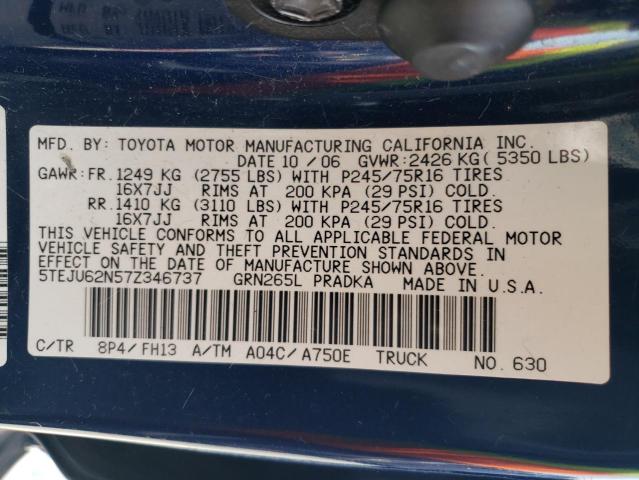 MFD. BY: TOYOTA MOTOR MANUFACTURING CALIFORNIA INC.
DATE 10 / 06 GVWR: 2426 KG ( 5350 LBS)
GAWR: FR. 1249 KG (2755 LBS) WITH P245/75R16 TIRES
16X7JJ RIMS AT 200 KPA (29 PSI) COLD.
RR. 1410 KG (3110 LBS) WITH P245/75R16 TIRES
16X7JJ RIMS AT 200 KPA (29 PSI) COLD.
THIS VEHICLE CONFORMS TO ALL APPLICABLE FEDERAL MOTOR
VEHICLE SAFETY AND THEFT PREVENTION STANDARDS IN
EFFECT ON THE DATE OF MANUFACTURE SHOWN ABOVE.
5TEJU62N57Z346737 GRN265L PRADKA MADE IN U.S.A.
C/TR 8P4/ FH13 A/TM A04C/ A750E TRUCK NO. 630